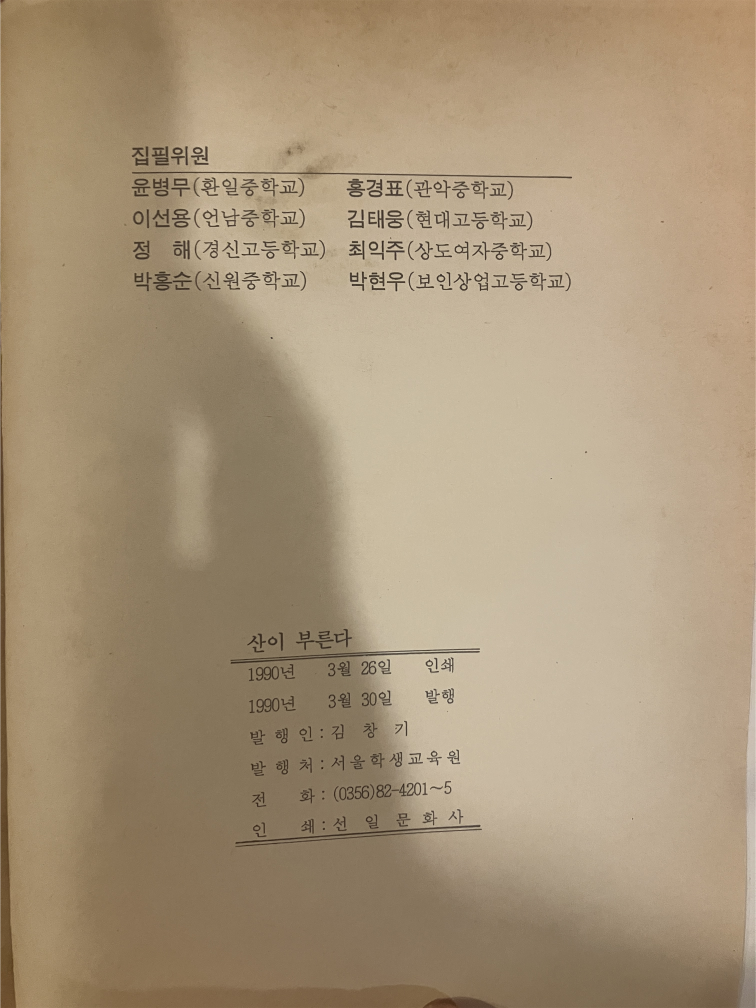 집필위원
윤병무(환일중학교) 홍경표(관악중학교)
이선용(언남중학교) 김태웅(현대고등학교)
정 해(경신고등학교) 최익주(상도여자중학교)
박홍순(신원중학교) 박현우(보인상업고등학교)
산이 부른다
1990년 3월 26일 인쇄
1990년 3월 30일 발행
발 행 인 : 김 창 기
발 행 처 : 서울학생교육원
전 화 : (0356)82-4201~5
인 쇄 : 선 일 문 화 사